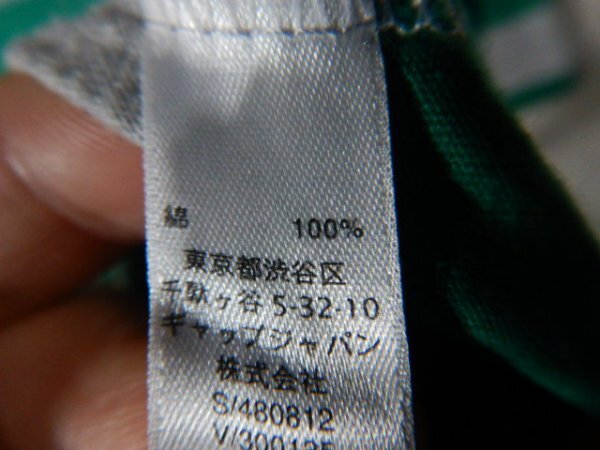 綿 100%
東京都渋谷区
千駄ヶ谷 5-32-10
ギャップジャパン
株式会社
S/480812
V/300125